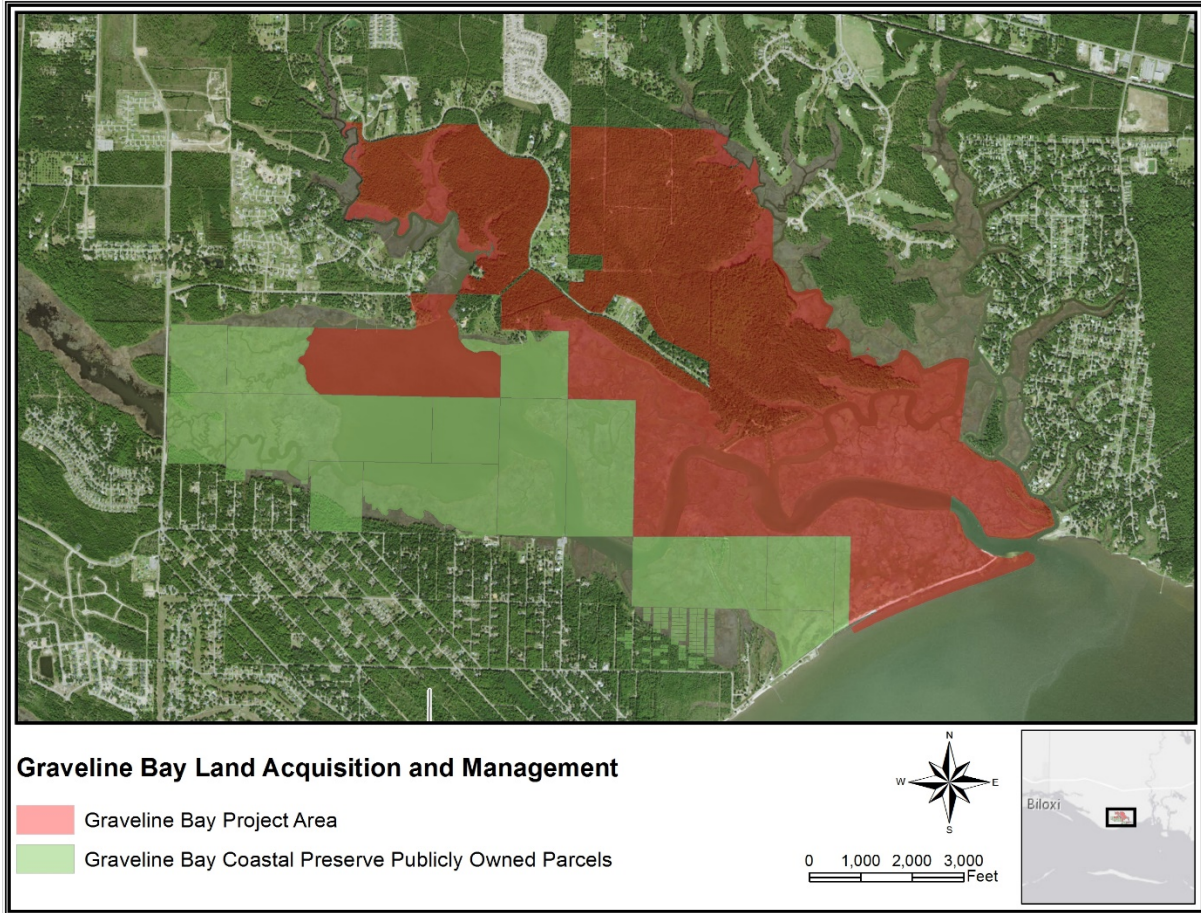 Graveline Bay Land Acquisition and Management
Graveline Bay Project Area
Graveline Bay Coastal Preserve Publicly Owned Parcels
N
W E
S
0 1,000 2,000 3,000
Feet
Biloxi